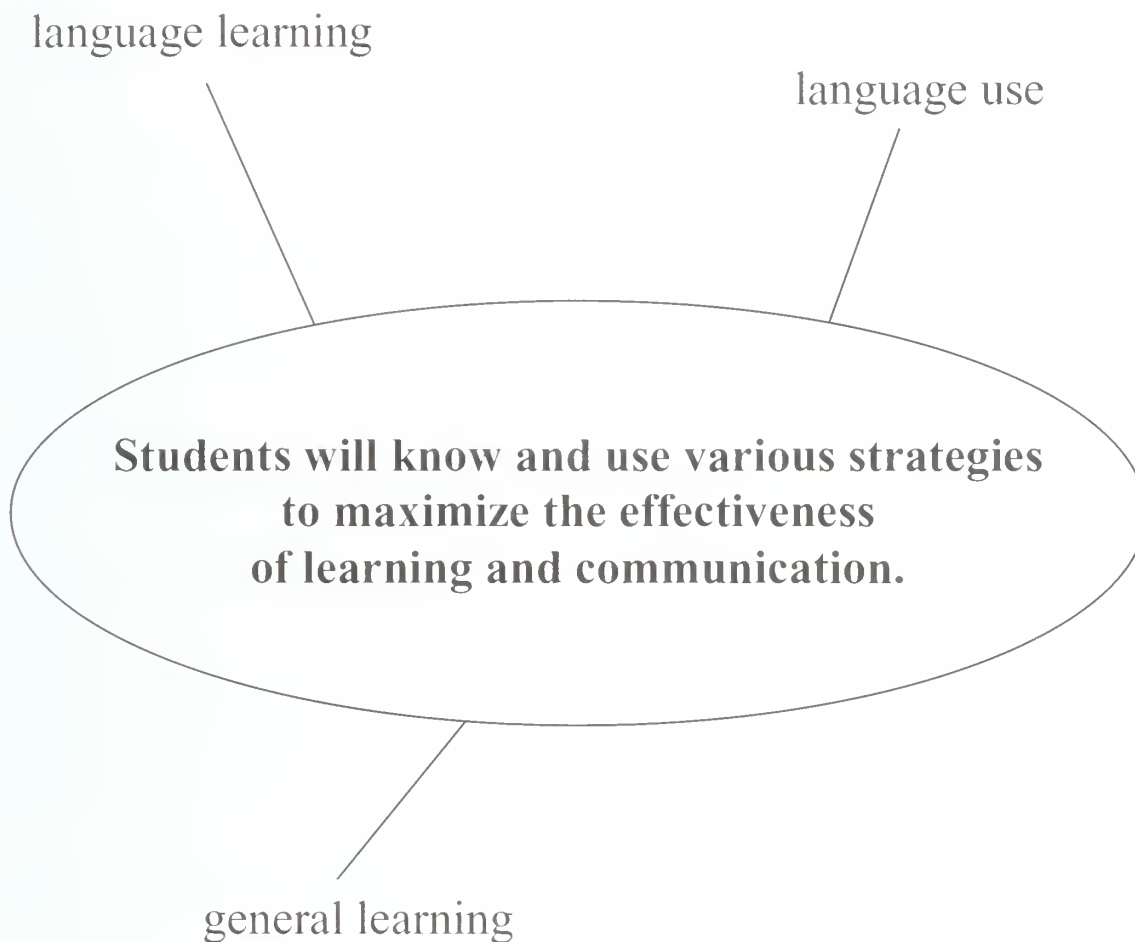 language learning
language use
Students will know and use various strategies
to maximize the effectiveness
of learning and communication.
general learning